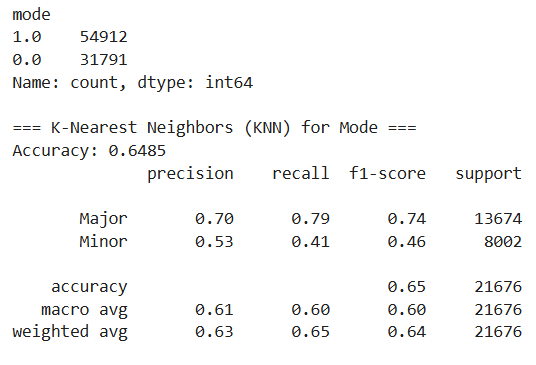 mode
1.0    54912
0.0    31791
Name: count, dtype: int64

=== K-Nearest Neighbors (KNN) for Mode ===
Accuracy: 0.6485
              precision    recall  f1-score   support

       Major       0.70      0.79      0.74     13674
       Minor       0.53      0.41      0.46      8002

    accuracy                           0.65     21676
   macro avg       0.61      0.60      0.60     21676
weighted avg       0.63      0.65      0.64     21676